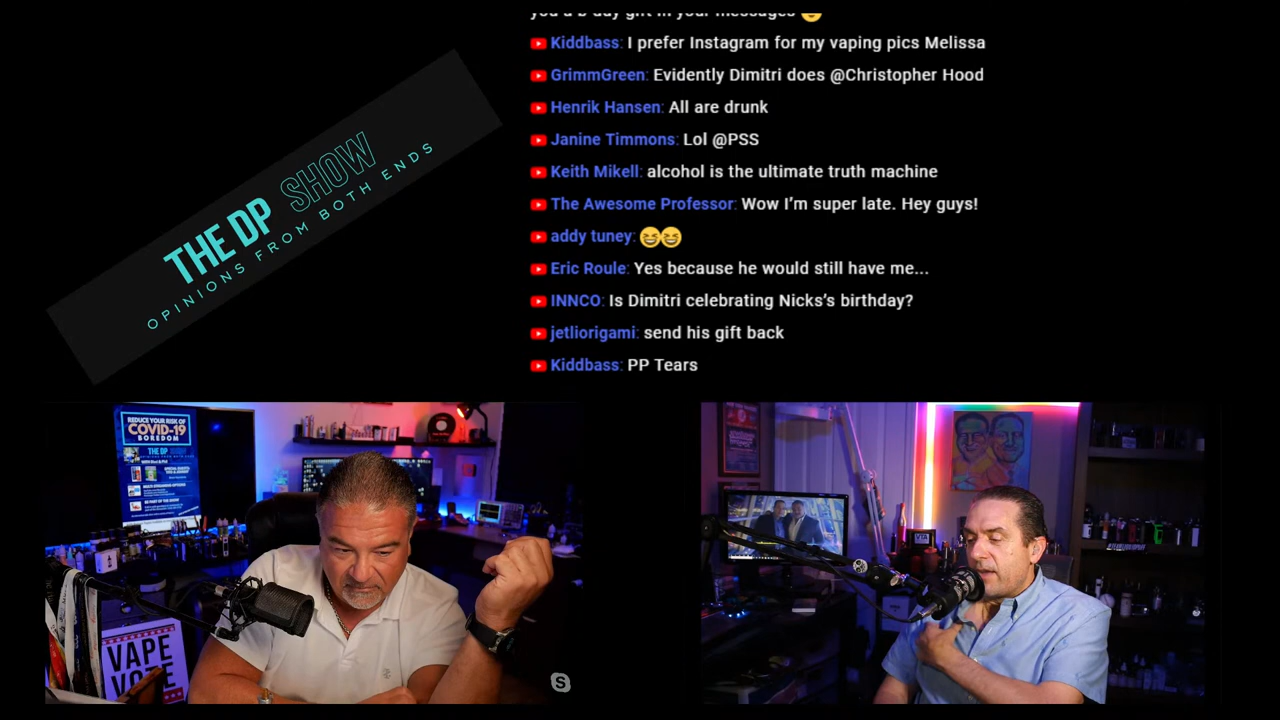 Kiddbass: I prefer Instagram for my vaping pics Melissa
GrimmGreen: Evidently Dimitri does @Christopher Hood
Henrik Hansen: All are drunk
Janine Timmons: Lol @PSS
Keith Mikell: alcohol is the ultimate truth machine
The Awesome Professor: Wow I'm super late. Hey guys!
addy tuney: 😆😆
Eric Roule: Yes because he would still have me...
INNCO: Is Dimitri celebrating Nicks's birthday?
jetliorigami: send his gift back
Kiddbass: PP Tears
THE DP SHOW
OPINIONS FROM BOTH ENDS
REDUCE YOUR RISK OF
COVID-19
BOREDOM
THE DP SHOW
VAPE
VOTE
S